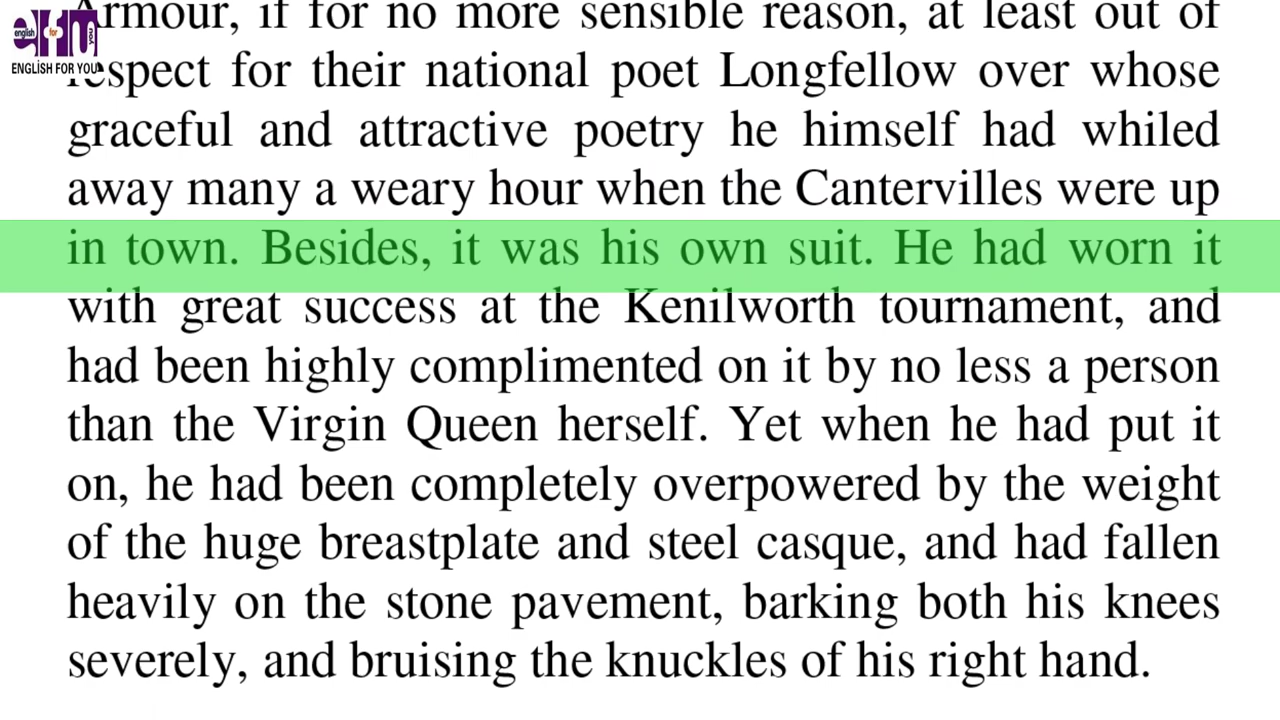 Armour, if for no more sensible reason, at least out of
respect for their national poet Longfellow over whose
graceful and attractive poetry he himself had whiled
away many a weary hour when the Cantervilles were up
in town. Besides, it was his own suit. He had worn it
with great success at the Kenilworth tournament, and
had been highly complimented on it by no less a person
than the Virgin Queen herself. Yet when he had put it
on, he had been completely overpowered by the weight
of the huge breastplate and steel casque, and had fallen
heavily on the stone pavement, barking both his knees
severely, and bruising the knuckles of his right hand.
english for you
ENGLISH FOR YOU